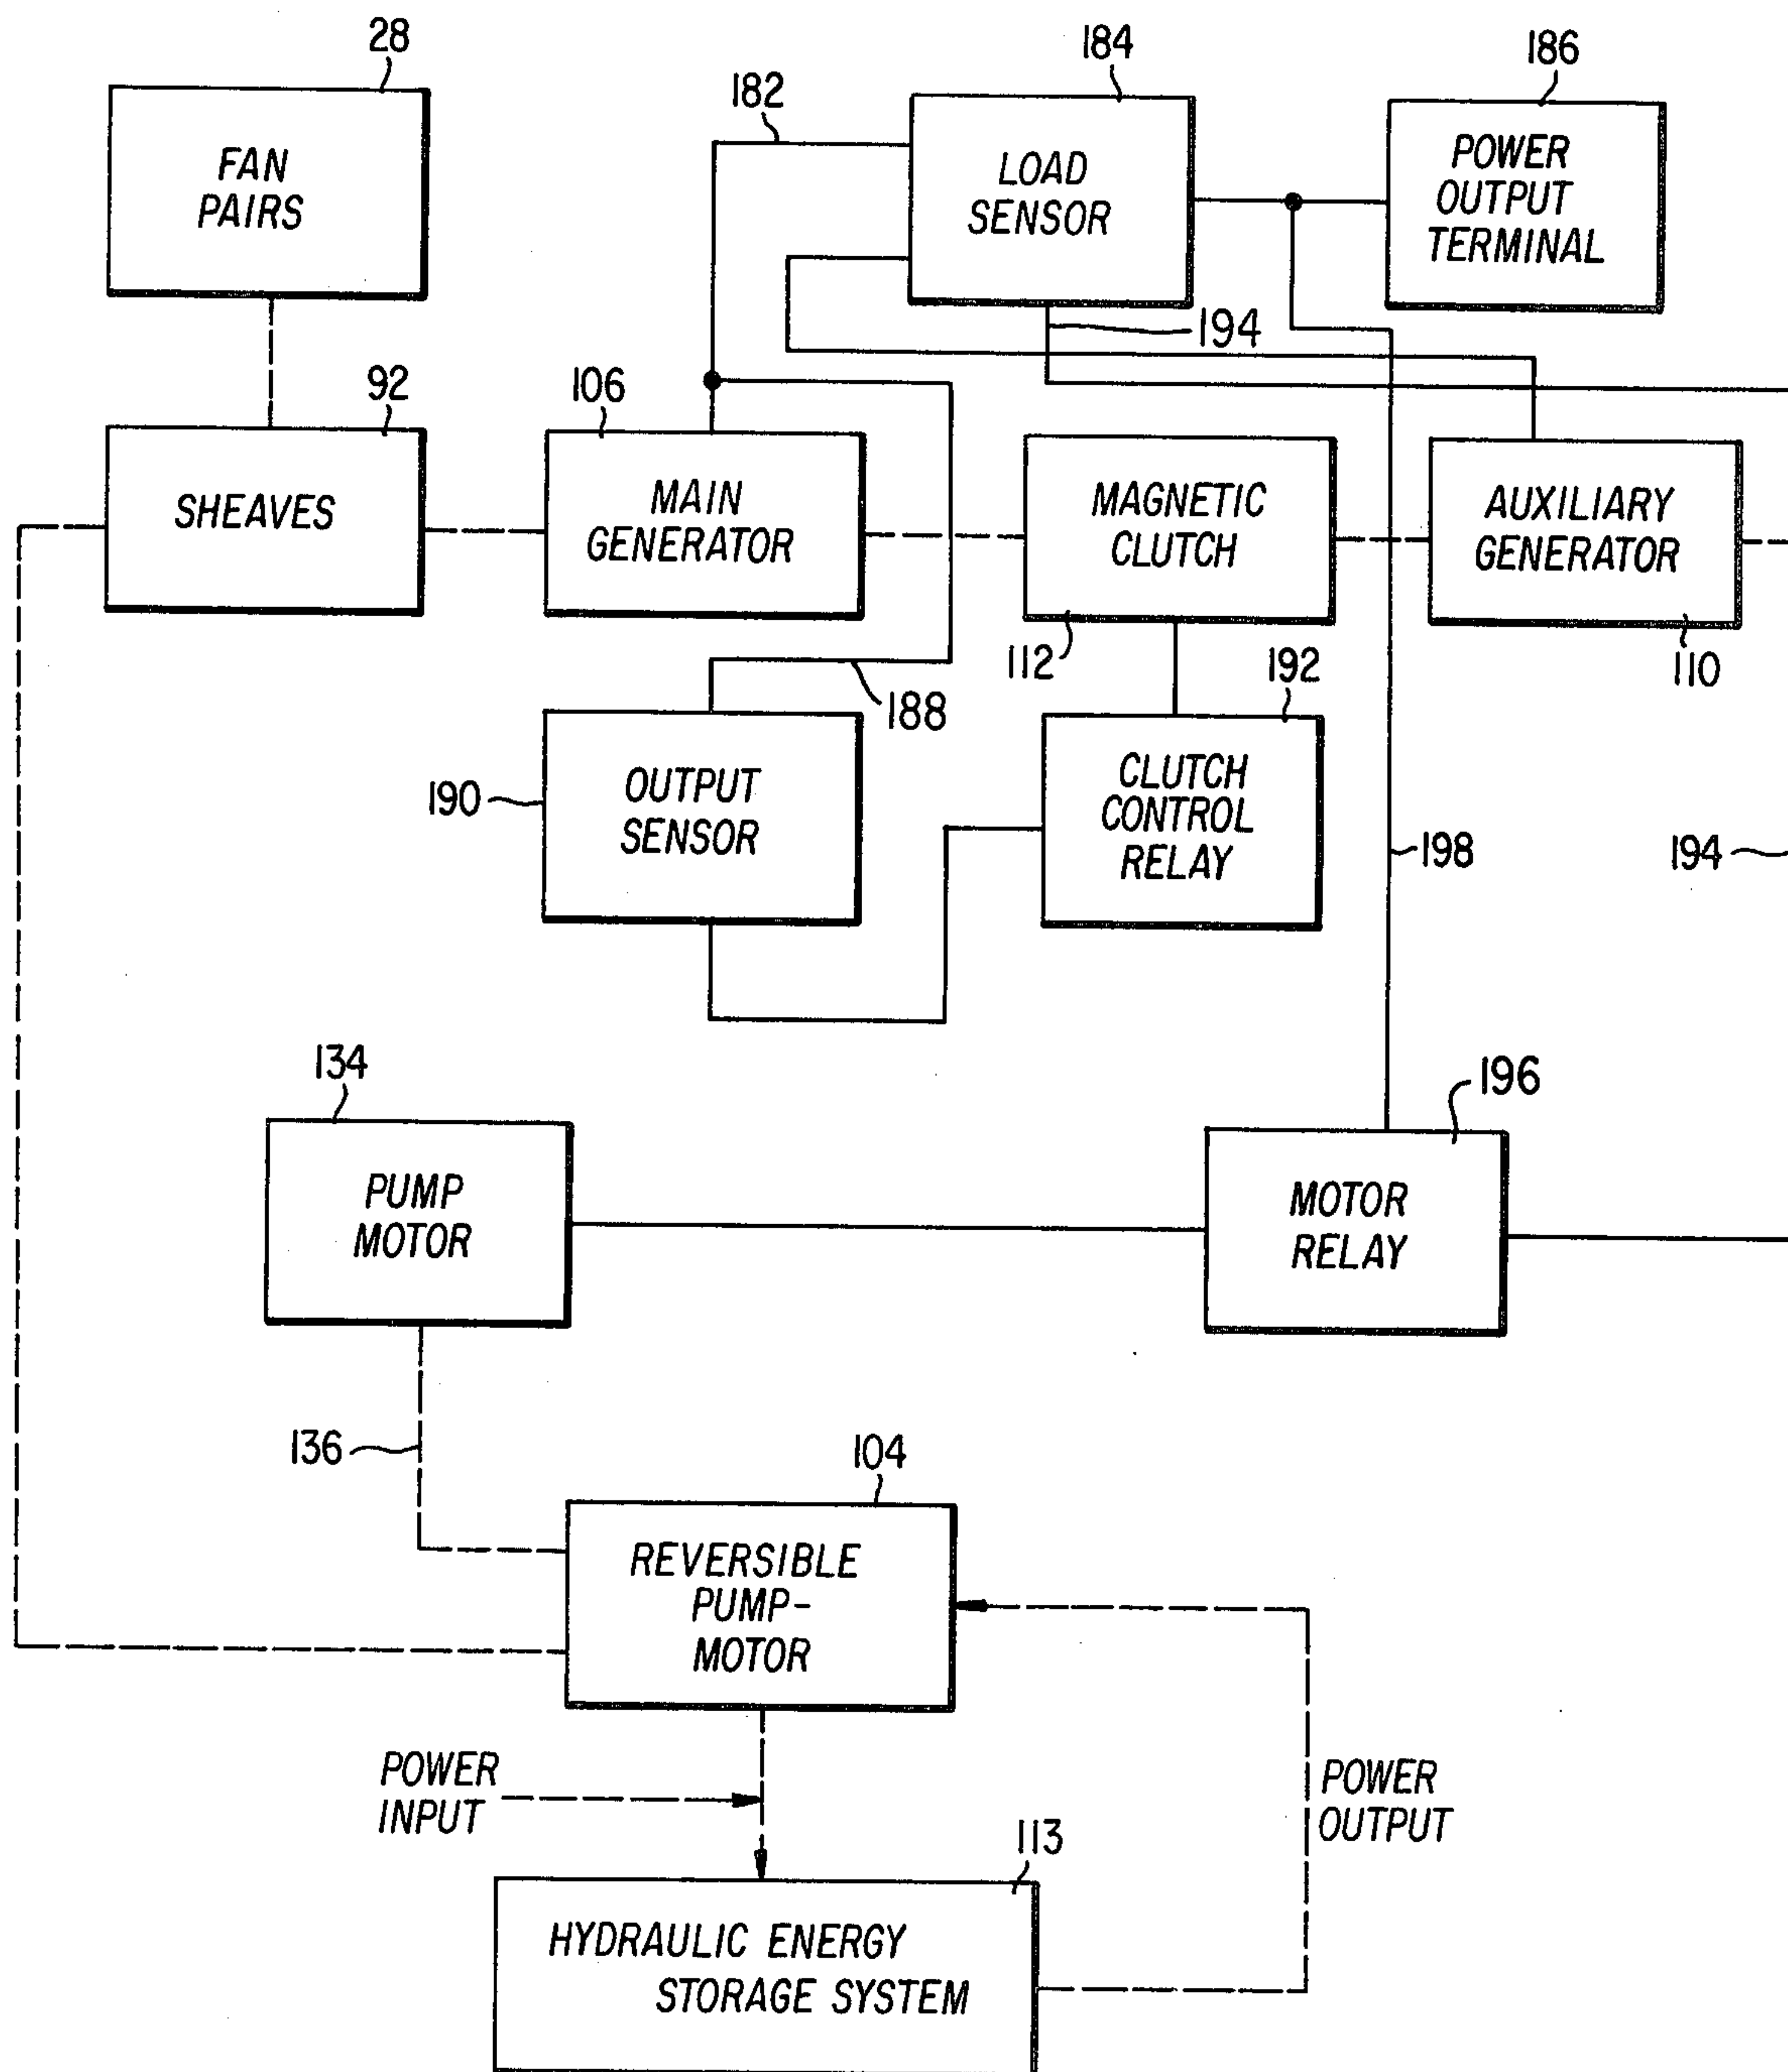 28
184
186
182
FAN
PAIRS
LOAD
SENSOR
POWER
OUTPUT
TERMINAL
194
92
106
SHEAVES
MAIN
GENERATOR
MAGNETIC
CLUTCH
AUXILIARY
GENERATOR
112
192
110
188
190
OUTPUT
SENSOR
CLUTCH
CONTROL
RELAY
198
194
134
196
PUMP
MOTOR
MOTOR
RELAY
136
104
REVERSIBLE
PUMP-
MOTOR
POWER
INPUT
POWER
OUTPUT
113
HYDRAULIC ENERGY
STORAGE SYSTEM